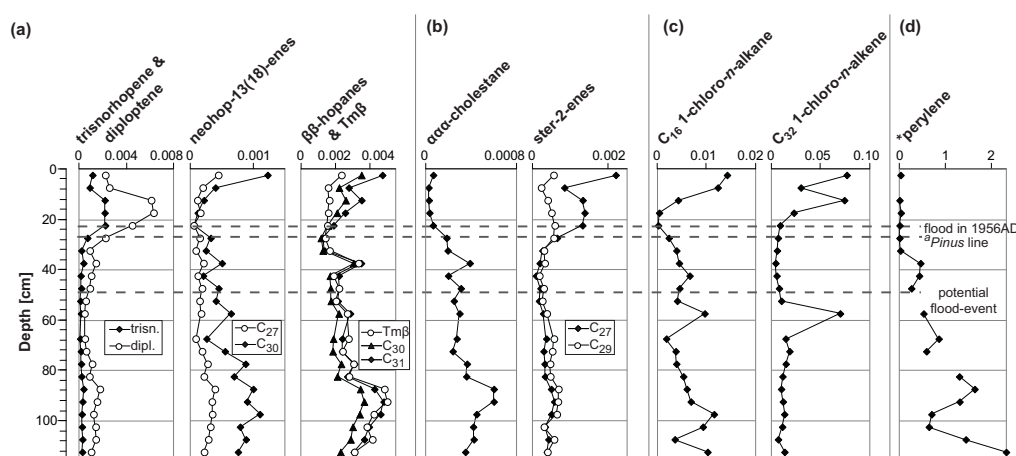 (a)
trisnorhopene &
diploptene
neohop-13(18)-enes
ββ-hopanes
& Tmβ
(b)
ααα-cholestane
ster-2-enes
(c)
C16 1-chloro-n-alkane
C32 1-chloro-n-alkene
(d)
*perylene
0 0.004 0.008
0 0.001
0 0.002 0.004
0 0.0008
0 0.002
0 0.01 0.02
0 0.05 0.10
0 1 2
Depth [cm]
0
20
40
60
80
100
flood in 1956AD
aPinus line
potential
flood-event
trisn.
dipl.
C27
C30
Tmβ
C30
C31
C27
C29